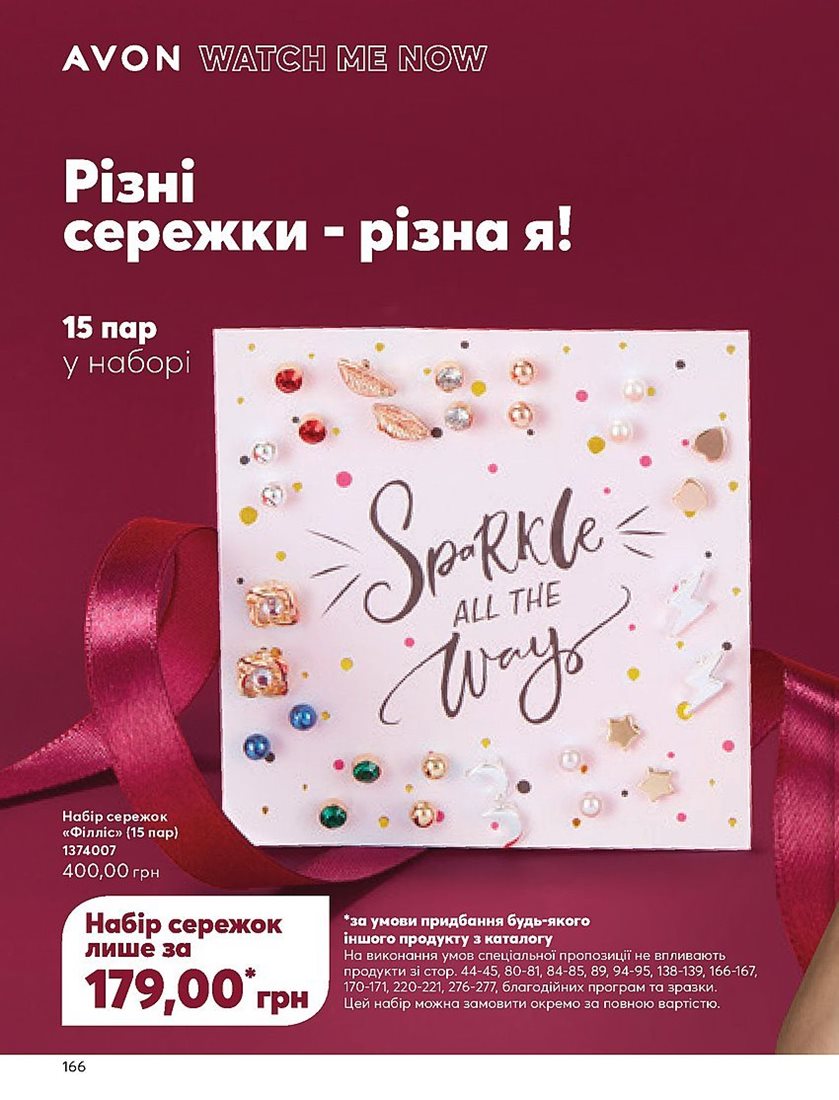 AVON WATCH ME NOW
Різні
сережки - різна я!
15 пар
у наборі
SpaRKle
ALL THE
Way
Набір сережок
«Філліс» (15 пар)
1374007
400,00 грн
Набір сережок
лише за
179,00* грн
*за умови придбання будь-якого
іншого продукту з каталогу
На виконання умов спеціальної пропозиції не впливають
продукти зі стор. 44-45, 80-81, 84-85, 89, 94-95, 138-139, 166-167,
170-171, 220-221, 276-277, благодійних програм та зразки.
Цей набір можна замовити окремо за повною вартістю.
166